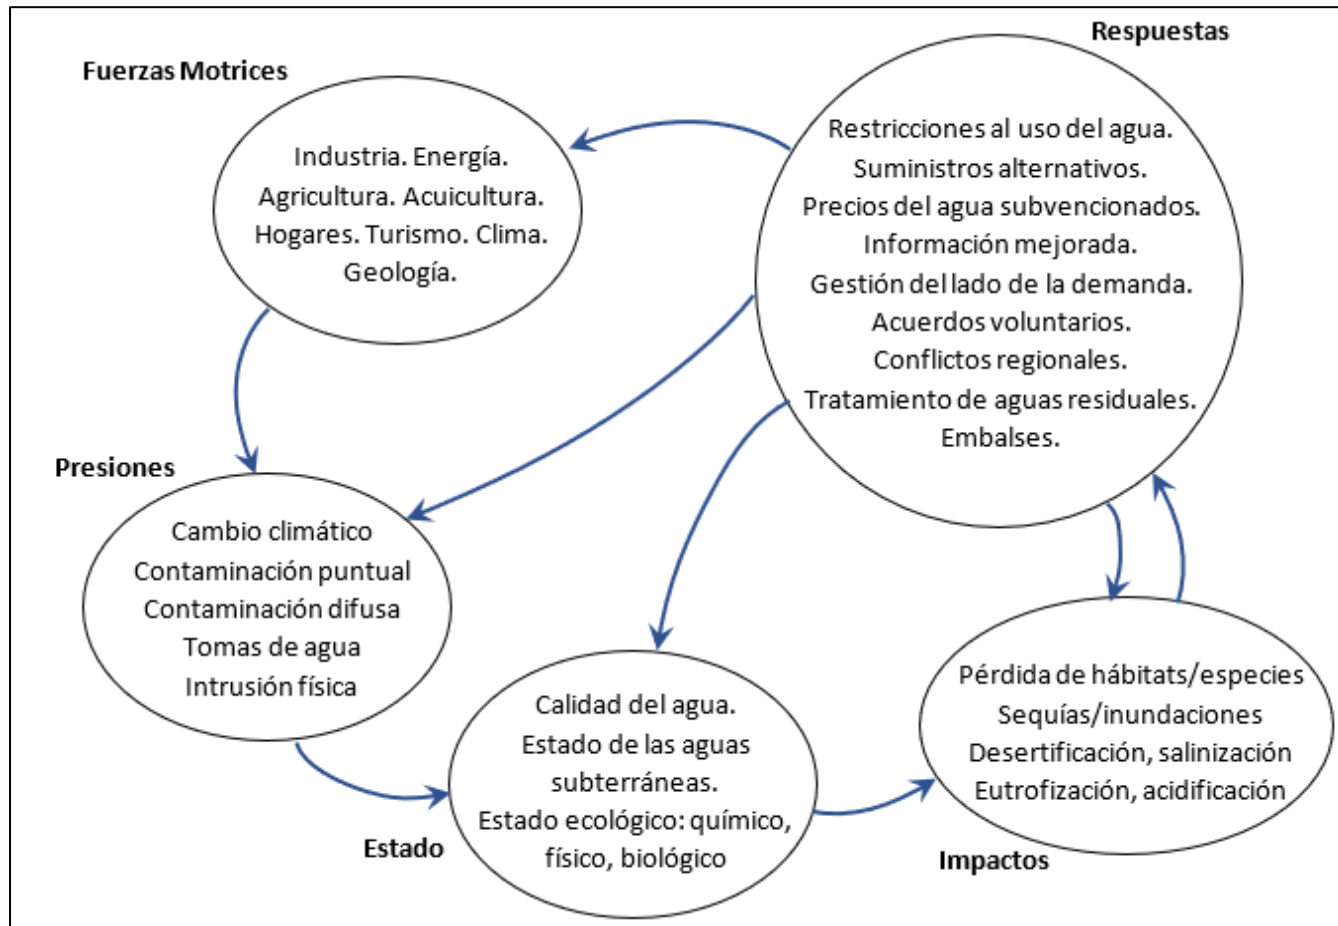 Fuerzas Motrices
Industria. Energía.
Agricultura. Acuicultura.
Hogares. Turismo. Clima.
Geología.
Respuestas
Restricciones al uso del agua.
Suministros alternativos.
Precios del agua subvencionados.
Información mejorada.
Gestión del lado de la demanda.
Acuerdos voluntarios.
Conflictos regionales.
Tratamiento de aguas residuales.
Embalses.
Presiones
Cambio climático
Contaminación puntual
Contaminación difusa
Tomas de agua
Intrusión física
Estado
Calidad del agua.
Estado de las aguas
subterráneas.
Estado ecológico: químico,
físico, biológico
Impactos
Pérdida de hábitats/especies
Sequías/inundaciones
Desertificación, salinización
Eutrofización, acidificación